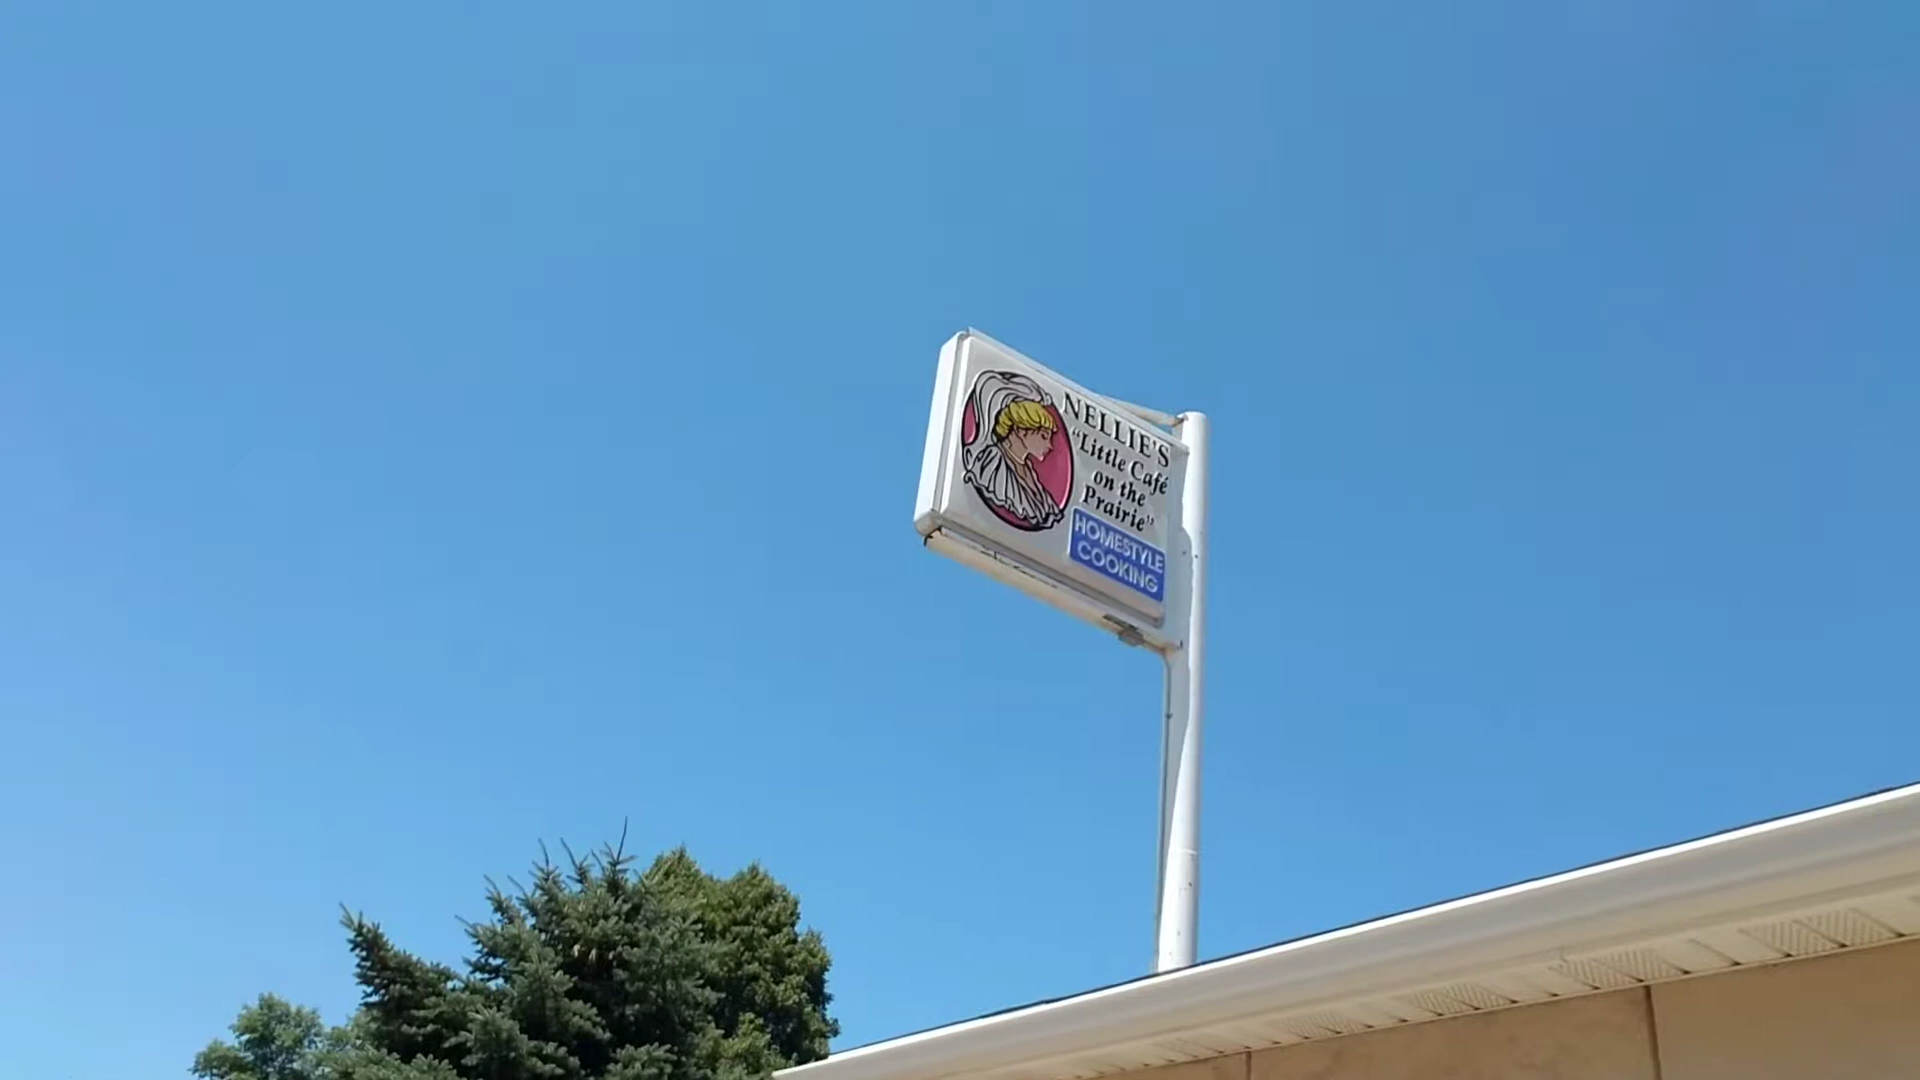 NELLIE'S
"Little Café
on the
Prairie"
HOMESTYLE
COOKING